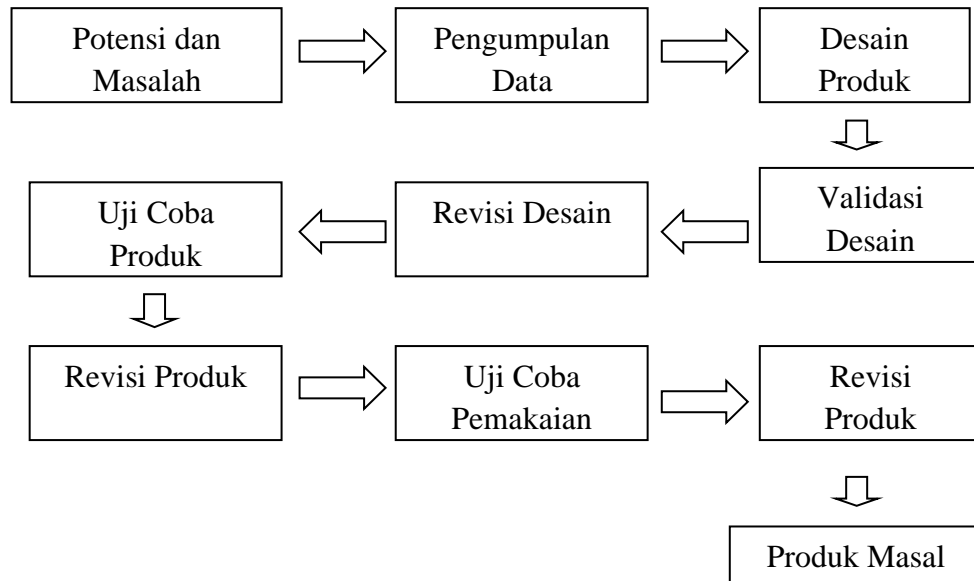 Potensi dan
Masalah
Pengumpulan
Data
Desain
Produk
Validasi
Desain
Revisi Desain
Uji Coba
Produk
Revisi Produk
Uji Coba
Pemakaian
Revisi
Produk
Produk Masal